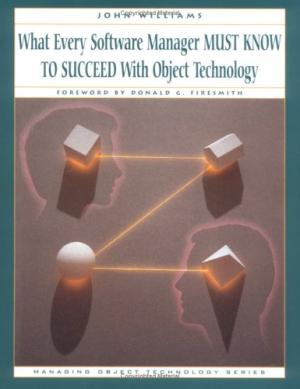 JOHN WILLIAMS
What Every Software Manager MUST KNOW
TO SUCCEED With Object Technology
FOREWORD BY DONALD G. FIRESMITH
MANAGING OBJECT TECHNOLOGY SERIES